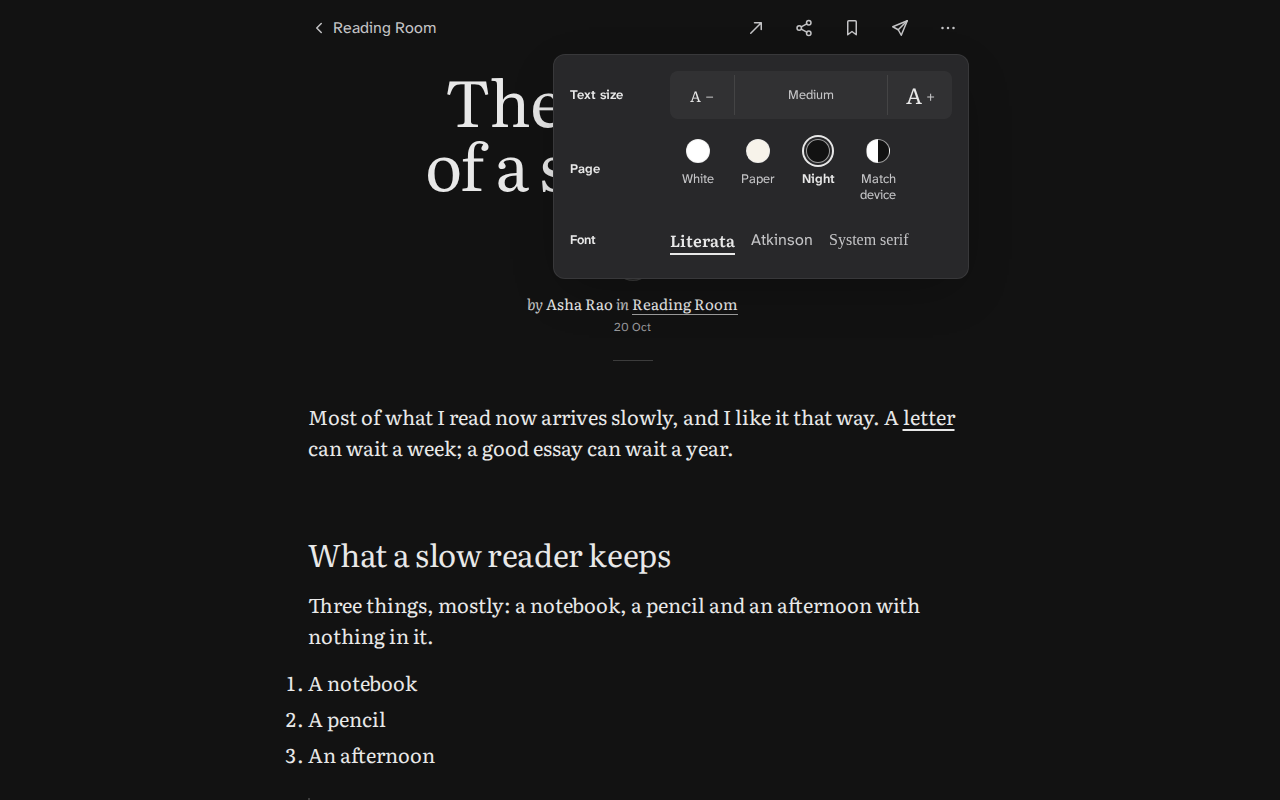 Reading Room
The
of a
Text size
A − Medium A +
Page
White Paper Night Match
device
Font
Literata Atkinson System serif
by Asha Rao in Reading Room
20 Oct
Most of what I read now arrives slowly, and I like it that way. A letter
can wait a week; a good essay can wait a year.
What a slow reader keeps
Three things, mostly: a notebook, a pencil and an afternoon with
nothing in it.
1. A notebook
2. A pencil
3. An afternoon